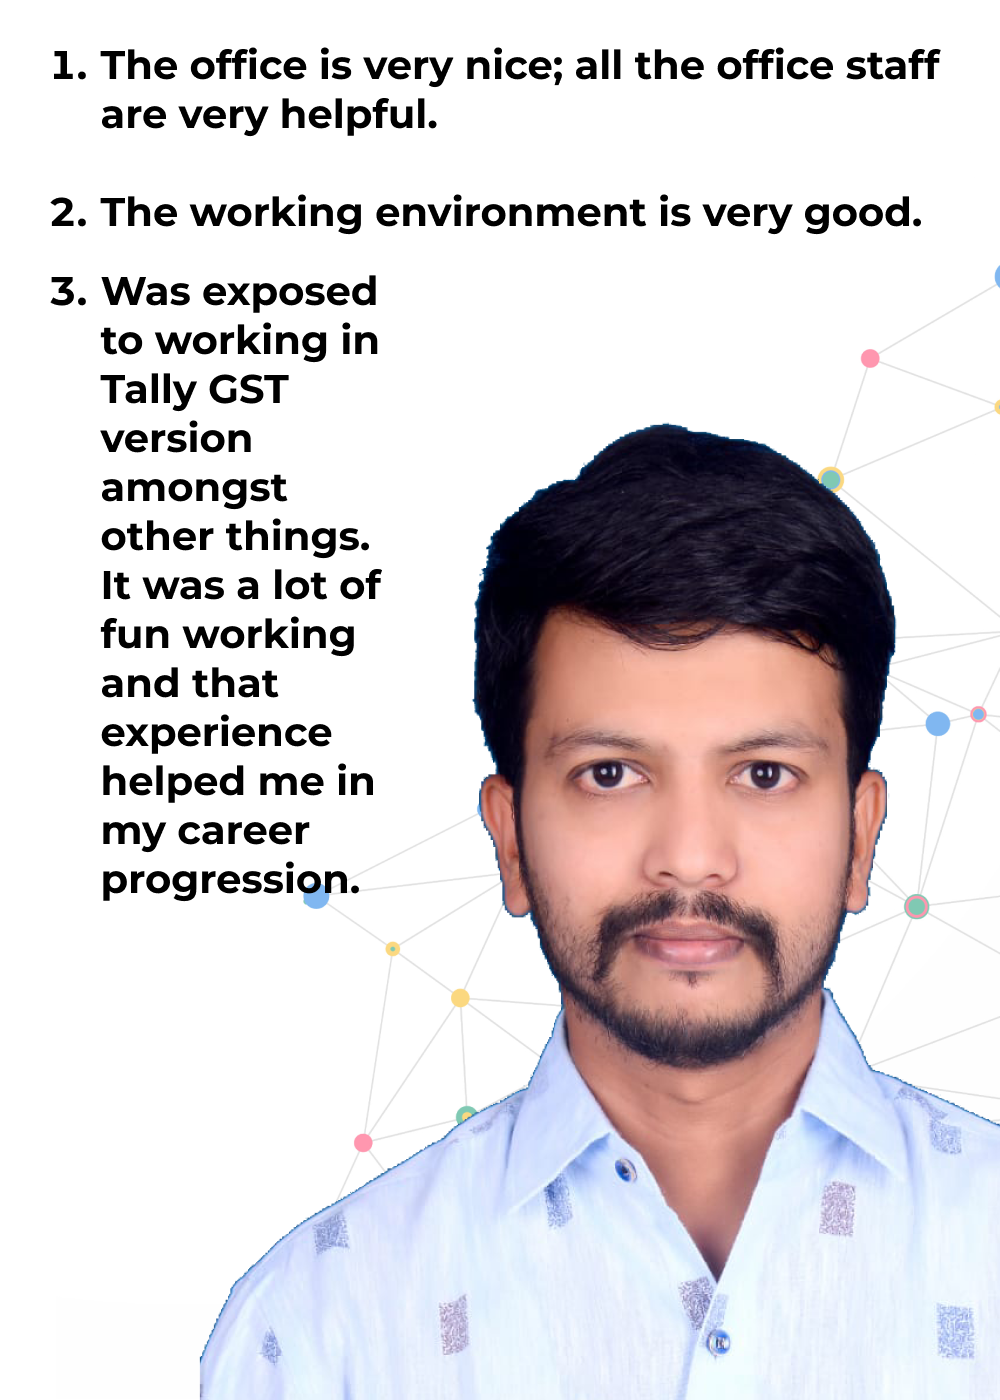 1. The office is very nice; all the office staff
are very helpful.
2. The working environment is very good.
3. Was exposed
to working in
Tally GST
version
amongst
other things.
It was a lot of
fun working
and that
experience
helped me in
my career
progression.